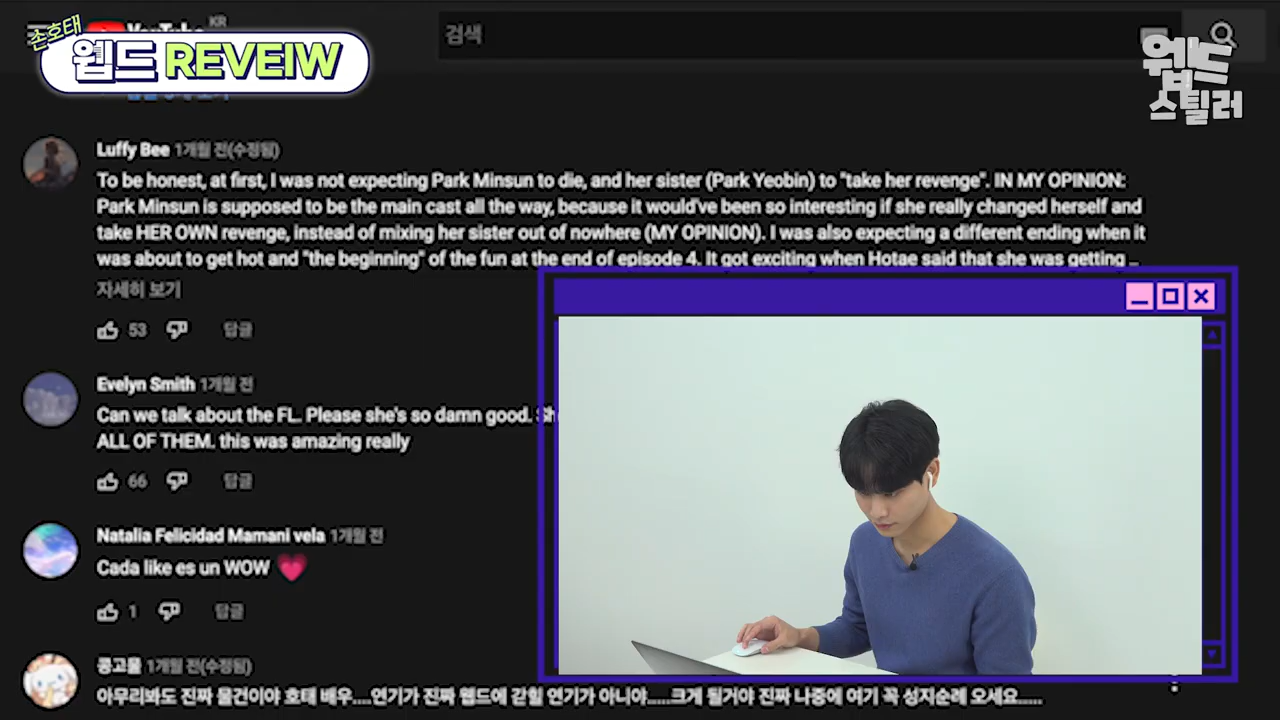 KR
검색
손호태
웹드 REVEIW
웹드
스틸러
Luffy Bee 1개월 전(수정됨)
To be honest, at first, I was not expecting Park Minsun to die, and her sister (Park Yeobin) to "take her revenge". IN MY OPINION:
Park Minsun is supposed to be the main cast all the way, because it would've been so interesting if she really changed herself and
take HER OWN revenge, instead of mixing her sister out of nowhere (MY OPINION). I was also expecting a different ending when it
was about to get hot and "the beginning" of the fun at the end of episode 4. It got exciting when Hotae said that she was getting ...
자세히 보기
53 답글
Evelyn Smith 1개월 전
Can we talk about the FL. Please she's so damn good.
ALL OF THEM. this was amazing really
66 답글
Natalia Felicidad Mamani vela 1개월 전
Cada like es un WOW 💗
1 답글
콩고물 1개월 전(수정됨)
아무리봐도 진짜 물건이야 호태 배우....연기가 진짜 웹드에 갇힐 연기가 아니야.....크게 될거야 진짜 나중에 여기 꼭 성지순례 오세요.....